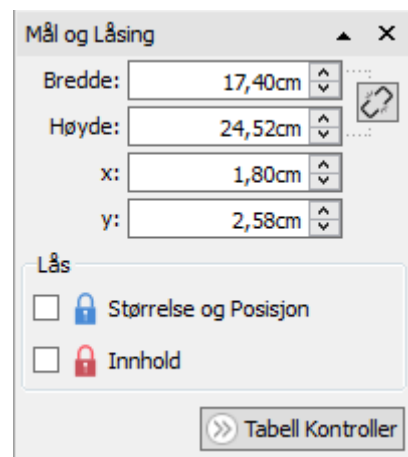 Mål og Låsing
Bredde: 17,40cm
Høyde: 24,52cm
x: 1,80cm
y: 2,58cm
Lås
Størrelse og Posisjon
Innhold
Tabell Kontroller